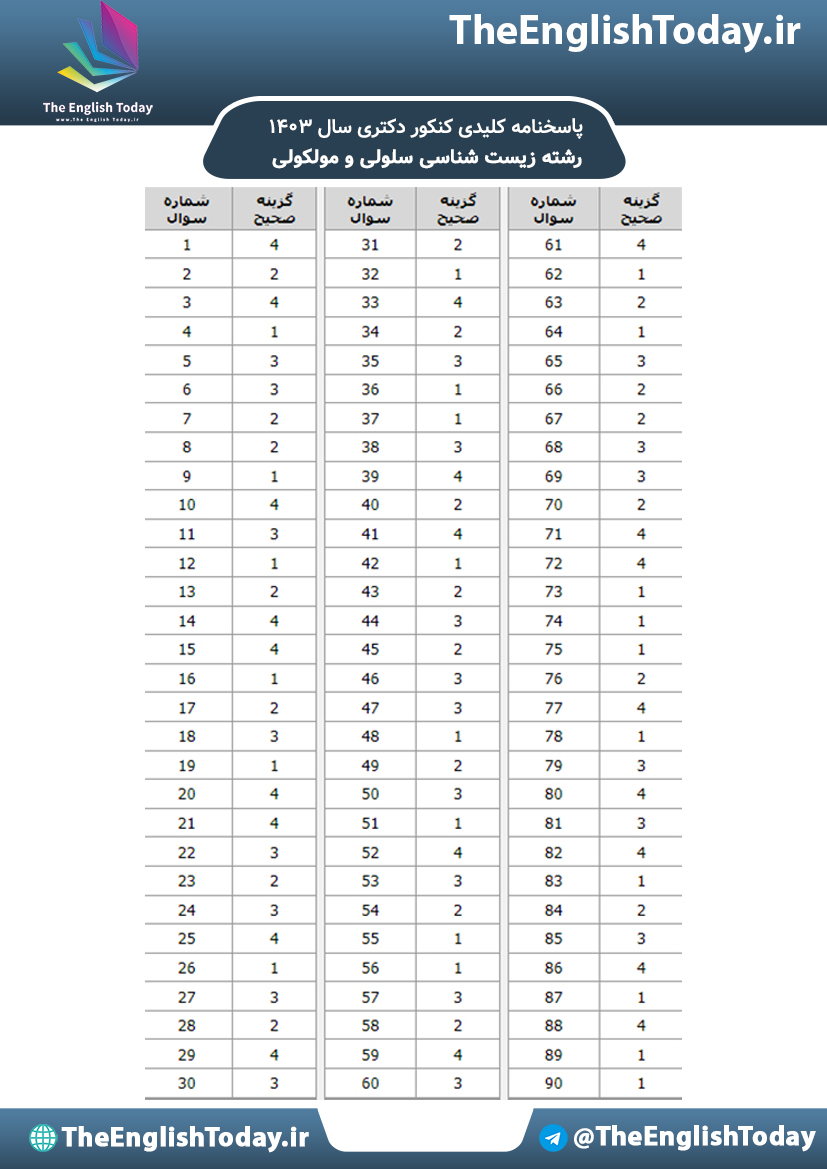 TheEnglishToday.ir
The English Today
www.The English Today.ir
پاسخنامه کلیدی کنکور دکتری سال ۱۴۰۳
رشته زیست شناسی سلولی و مولکولی
شماره سوال گزینه صحیح شماره سوال گزینه صحیح شماره سوال گزینه صحیح
1 4 31 2 61 4
2 2 32 1 62 1
3 4 33 4 63 2
4 1 34 2 64 1
5 3 35 3 65 3
6 3 36 1 66 2
7 2 37 1 67 2
8 2 38 3 68 3
9 1 39 4 69 3
10 4 40 2 70 2
11 3 41 4 71 4
12 1 42 1 72 4
13 2 43 2 73 1
14 4 44 3 74 1
15 4 45 2 75 1
16 1 46 3 76 2
17 2 47 3 77 4
18 3 48 1 78 1
19 1 49 2 79 3
20 4 50 3 80 4
21 4 51 1 81 3
22 3 52 4 82 4
23 2 53 3 83 1
24 3 54 2 84 2
25 4 55 1 85 3
26 1 56 1 86 4
27 3 57 3 87 1
28 2 58 2 88 4
29 4 59 4 89 1
30 3 60 3 90 1
TheEnglishToday.ir
@TheEnglishToday